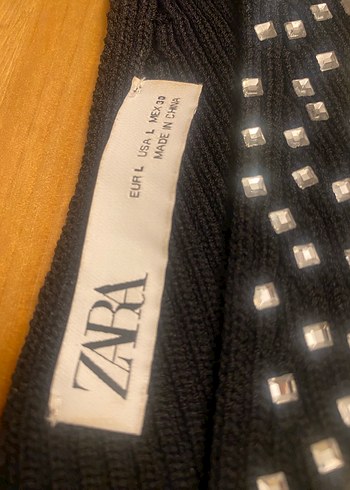 ZARA
EUR L USA L MEX 30
MADE IN CHINA